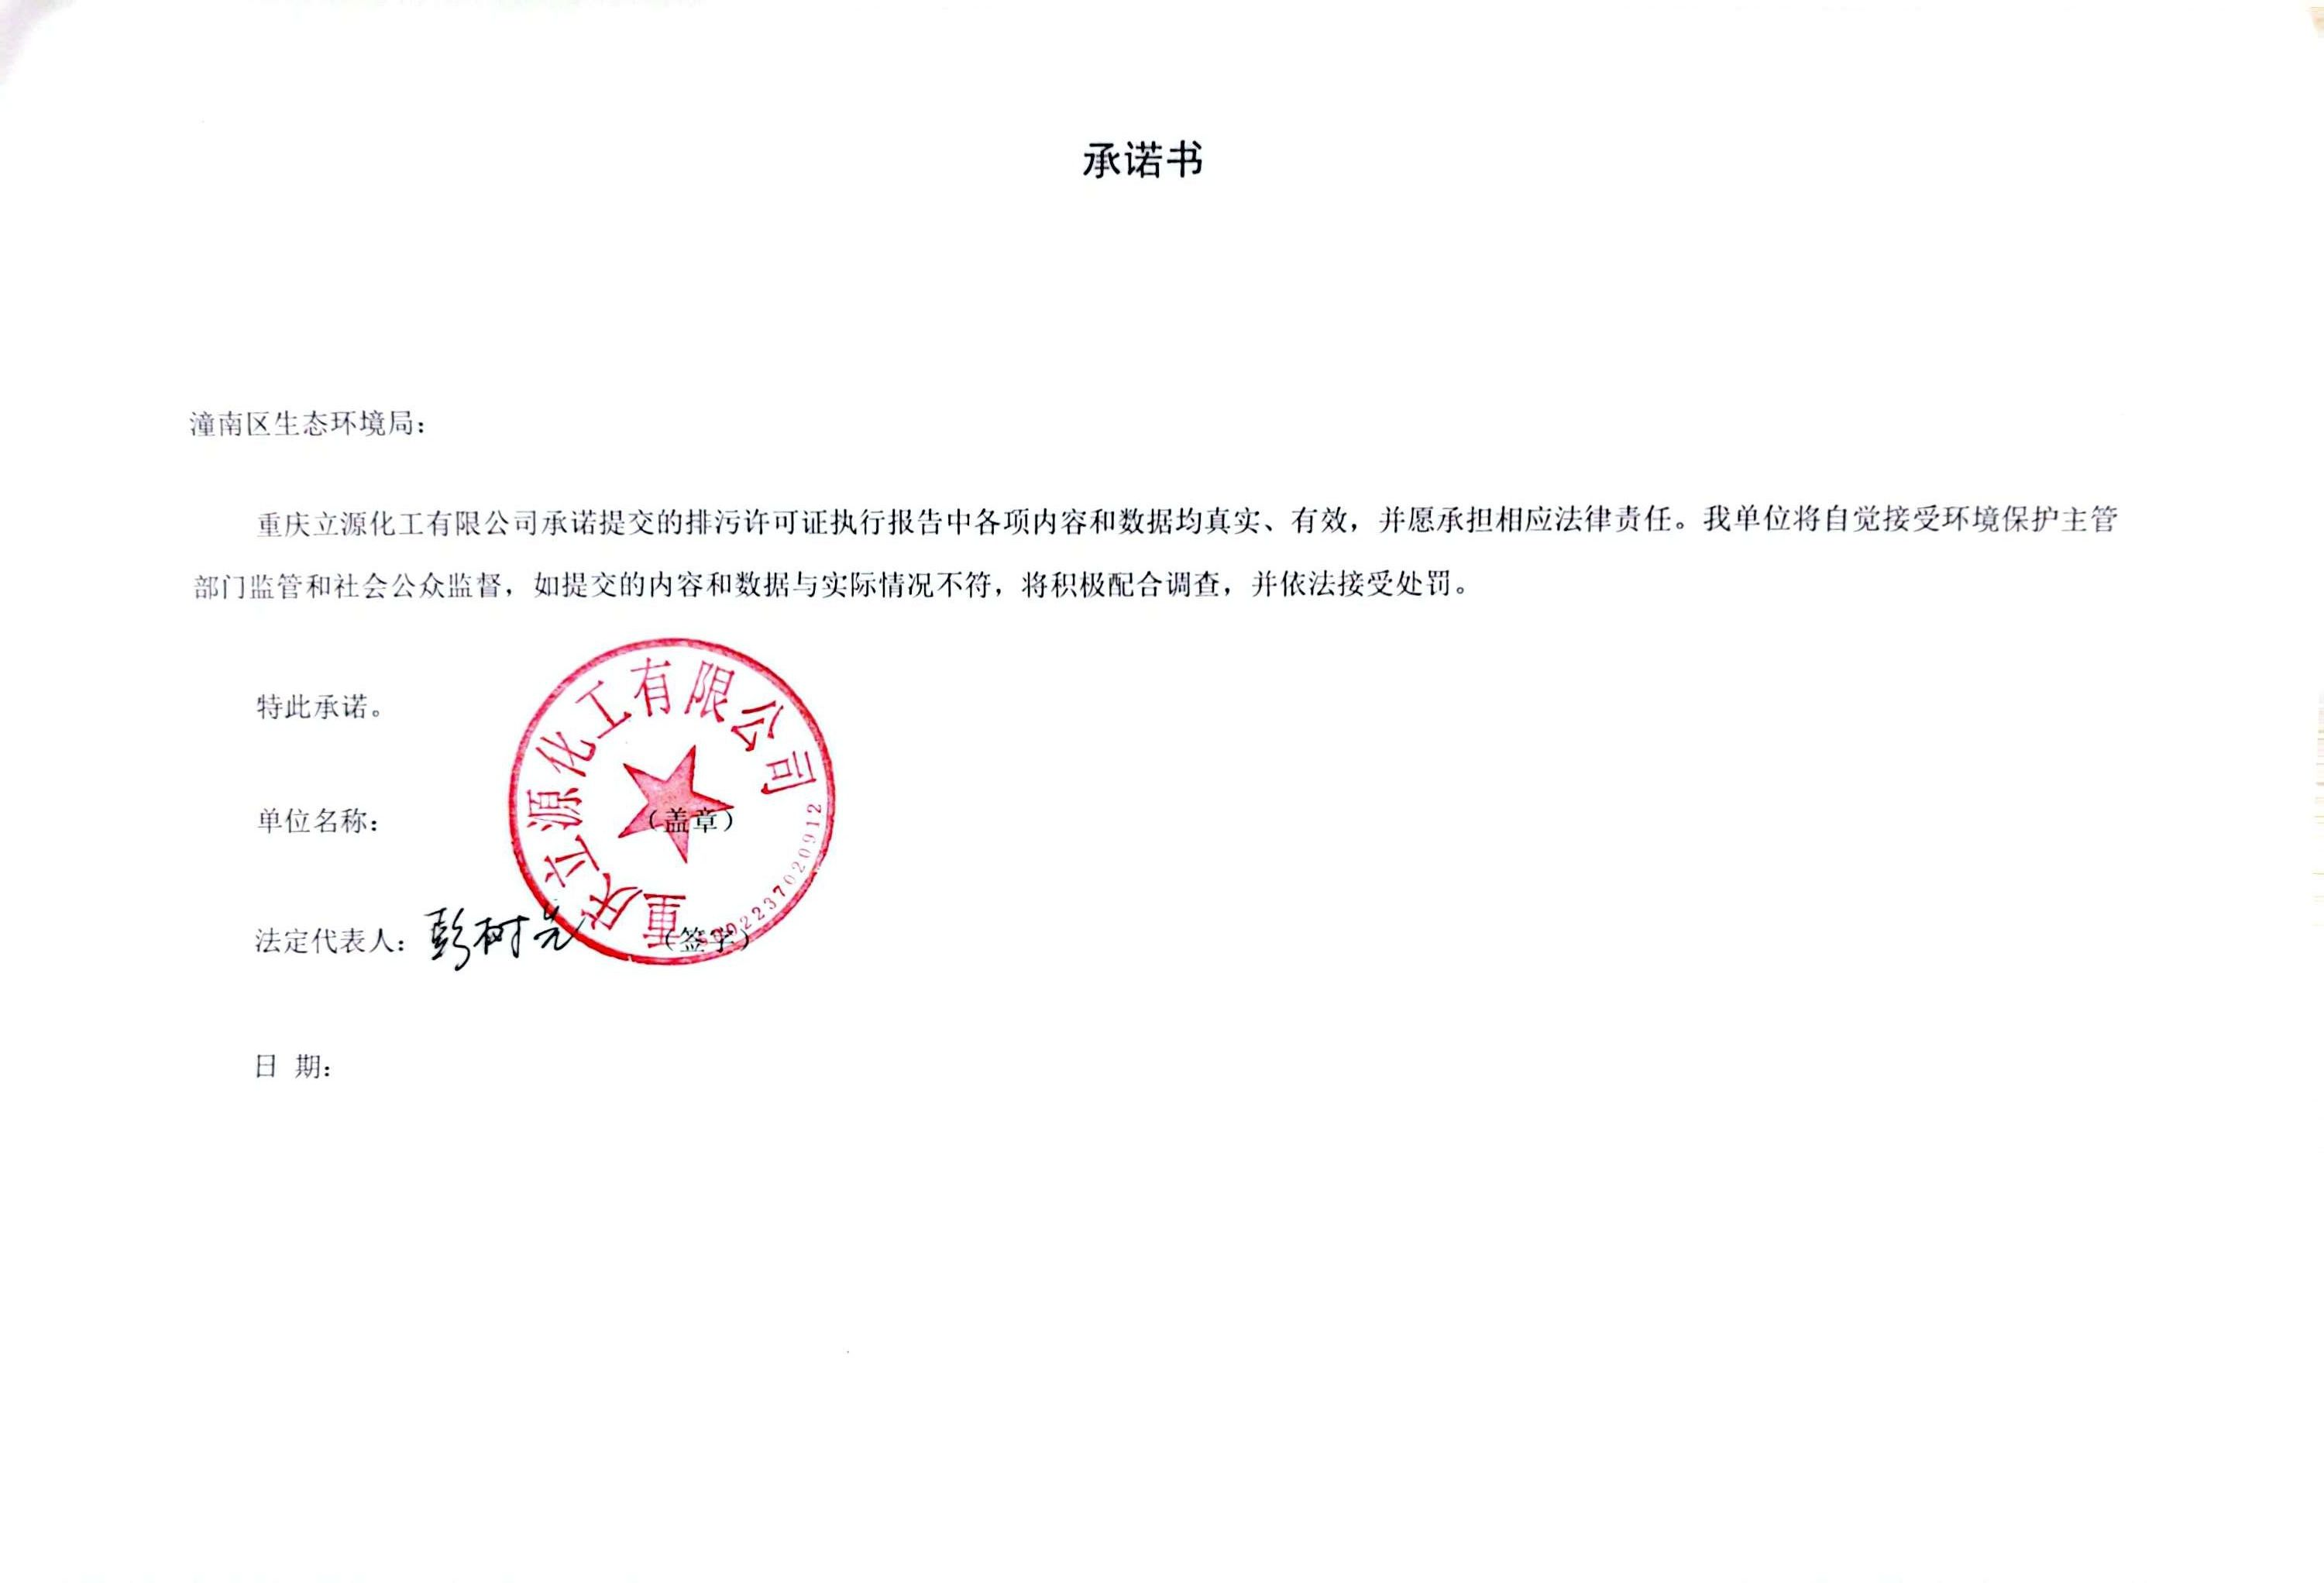 承诺书
潼南区生态环境局：
重庆立源化工有限公司承诺提交的排污许可证执行报告中各项内容和数据均真实、有效，并愿承担相应法律责任。我单位将自觉接受环境保护主管
部门监管和社会公众监督，如提交的内容和数据与实际情况不符，将积极配合调查，并依法接受处罚。
特此承诺。
单位名称：（盖章）
重庆立源化工有限公司
法定代表人：彭树（签字）
日 期：